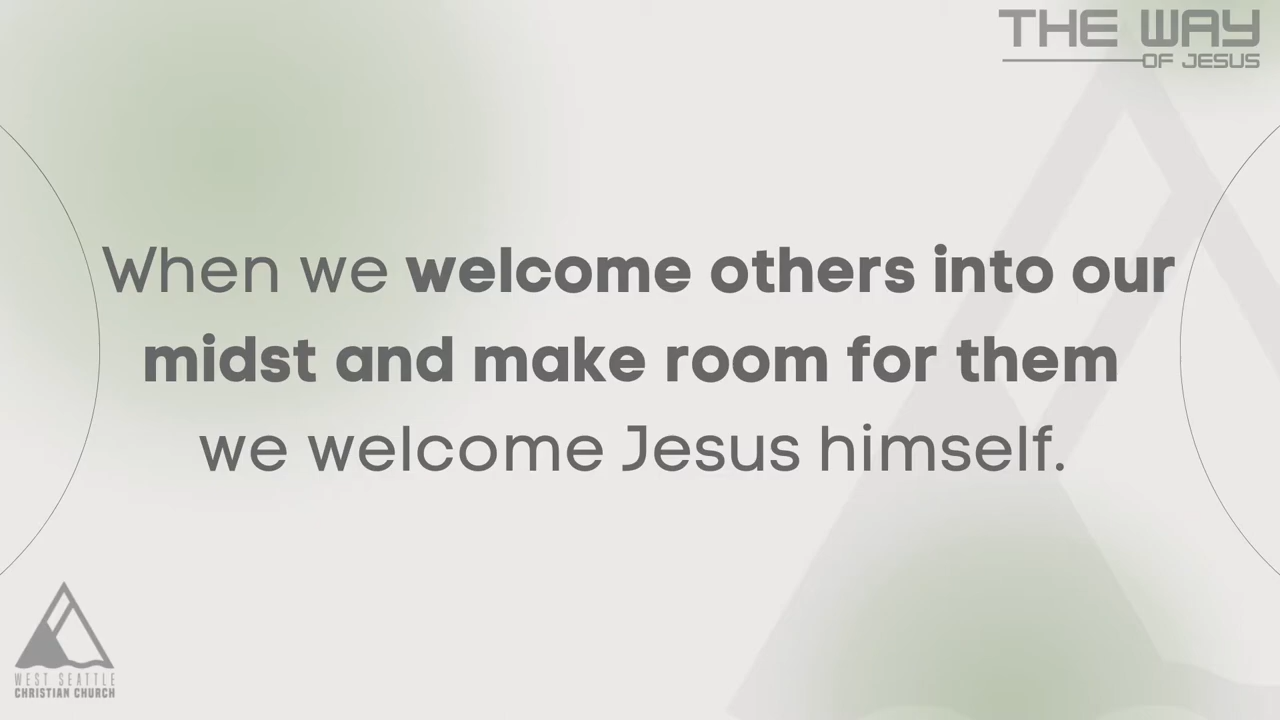 THE WAY
OF JESUS
When we welcome others into our
midst and make room for them
we welcome Jesus himself.
WEST SEATTLE
CHRISTIAN CHURCH